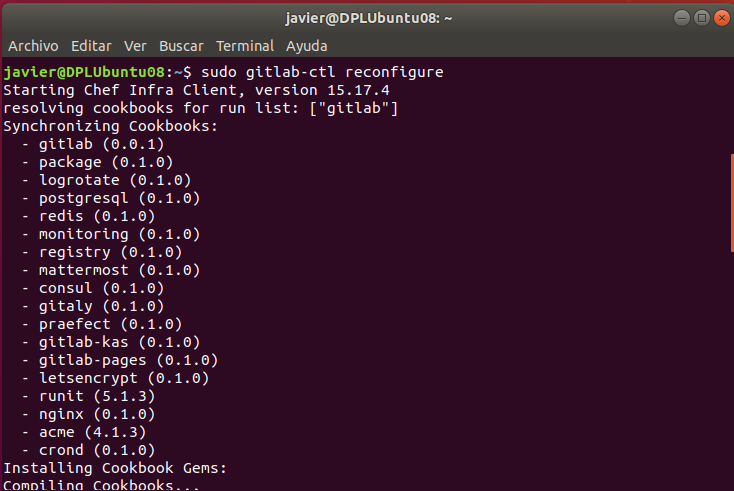 javier@DPLUbuntu08: ~
Archivo Editar Ver Buscar Terminal Ayuda
javier@DPLUbuntu08:~$ sudo gitlab-ctl reconfigure
Starting Chef Infra Client, version 15.17.4
resolving cookbooks for run list: ["gitlab"]
Synchronizing Cookbooks:
  - gitlab (0.0.1)
  - package (0.1.0)
  - logrotate (0.1.0)
  - postgresql (0.1.0)
  - redis (0.1.0)
  - monitoring (0.1.0)
  - registry (0.1.0)
  - mattermost (0.1.0)
  - consul (0.1.0)
  - gitaly (0.1.0)
  - praefect (0.1.0)
  - gitlab-kas (0.1.0)
  - gitlab-pages (0.1.0)
  - letsencrypt (0.1.0)
  - runit (5.1.3)
  - nginx (0.1.0)
  - acme (4.1.3)
  - crond (0.1.0)
Installing Cookbook Gems:
Compiling Cookbooks...